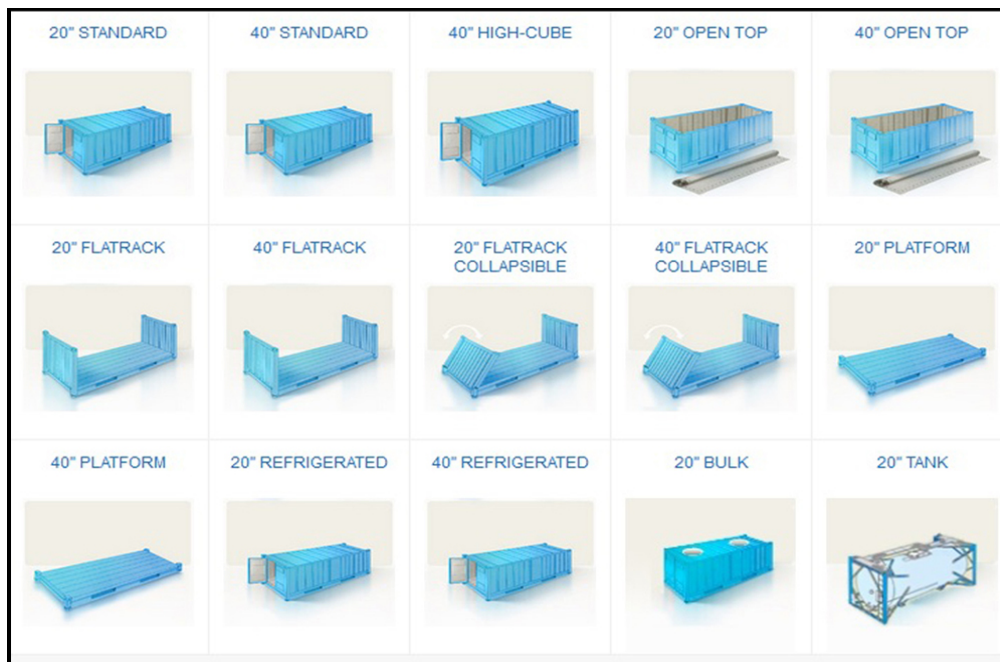 20" STANDARD
40" STANDARD
40" HIGH-CUBE
20" OPEN TOP
40" OPEN TOP
20" FLATRACK
40" FLATRACK
20" FLATRACK
COLLAPSIBLE
40" FLATRACK
COLLAPSIBLE
20" PLATFORM
40" PLATFORM
20" REFRIGERATED
40" REFRIGERATED
20" BULK
20" TANK